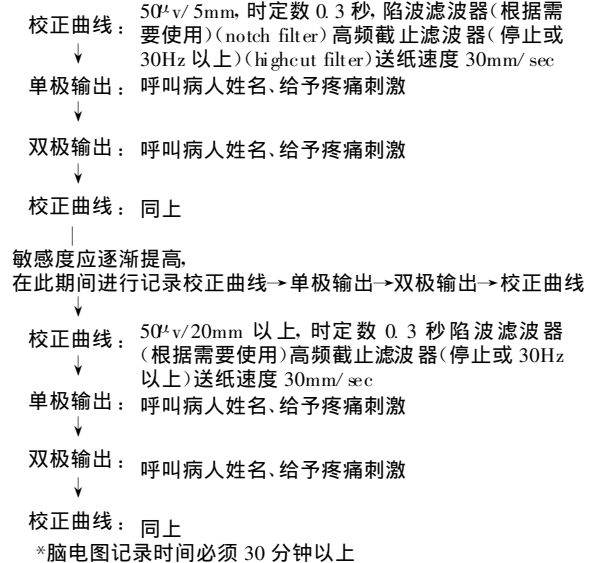 校正曲线：50μv/5mm, 时定数 0.3 秒, 陷波滤波器(根据需
要使用)(notch filter)高频截止滤波器(停止或
30Hz 以上)(highcut filter)送纸速度 30mm/sec
↓
单极输出：呼叫病人姓名、给予疼痛刺激
↓
双极输出：呼叫病人姓名、给予疼痛刺激
↓
校正曲线：同上
|
敏感度应逐渐提高,
在此期间进行记录校正曲线→单极输出→双极输出→校正曲线
↓
校正曲线：50μv/20mm 以上, 时定数 0.3 秒陷波滤波器
(根据需要使用)高频截止滤波器(停止或 30Hz
以上)送纸速度 30mm/sec
↓
单极输出：呼叫病人姓名、给予疼痛刺激
↓
双极输出：呼叫病人姓名、给予疼痛刺激
↓
校正曲线：同上
*脑电图记录时间必须 30 分钟以上